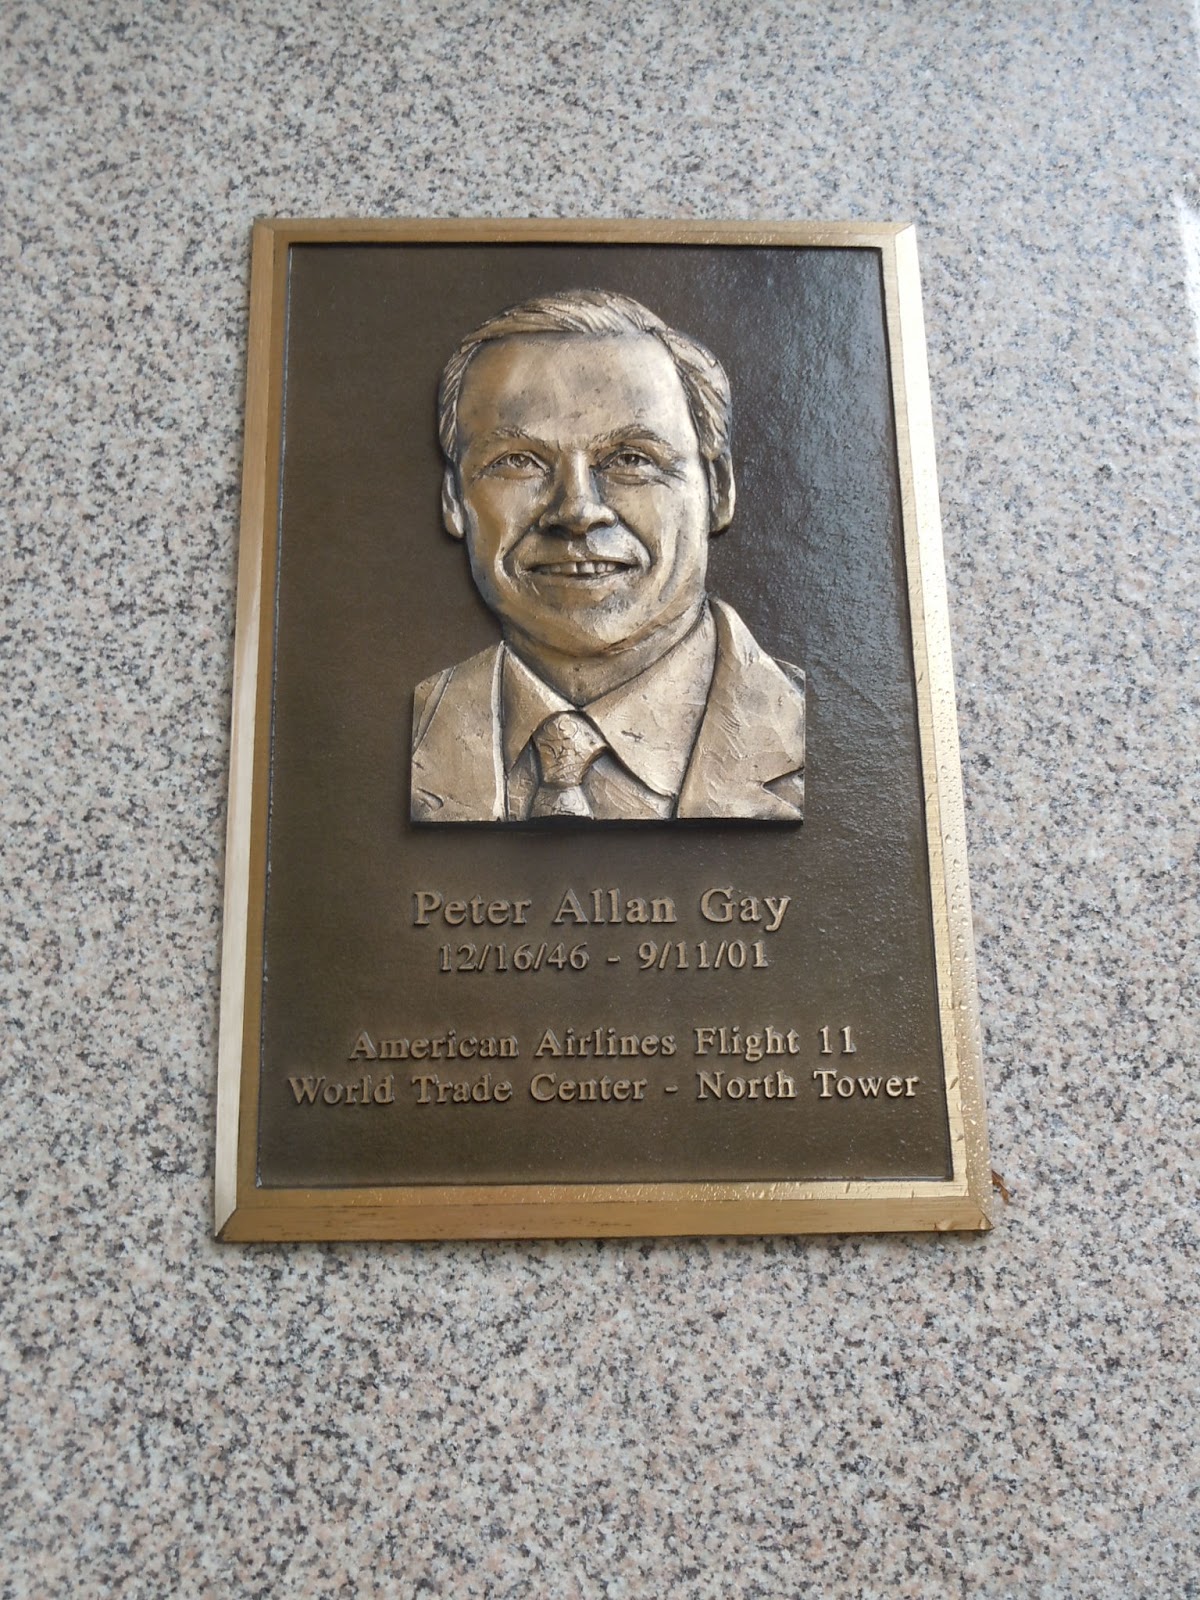 Peter Allan Gay
12/16/46 - 9/11/01
American Airlines Flight 11
World Trade Center - North Tower